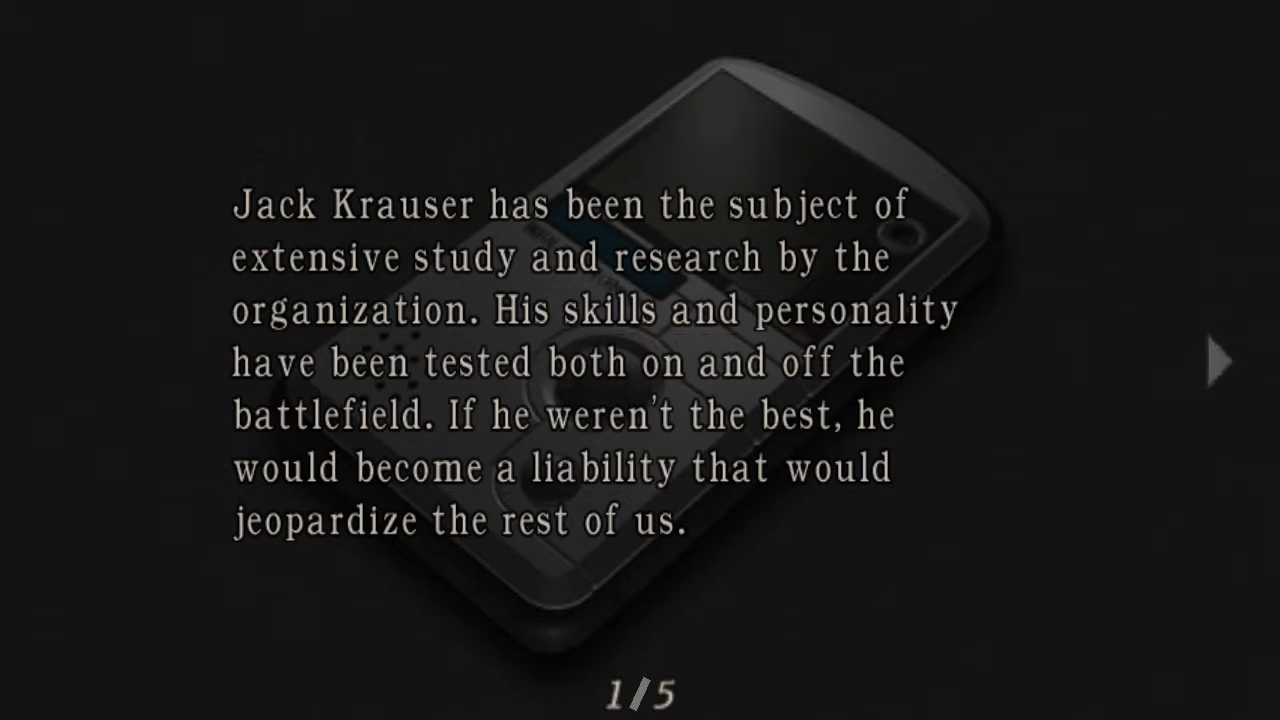 Jack Krauser has been the subject of
extensive study and research by the
organization. His skills and personality
have been tested both on and off the
battlefield. If he weren't the best, he
would become a liability that would
jeopardize the rest of us.
1/5